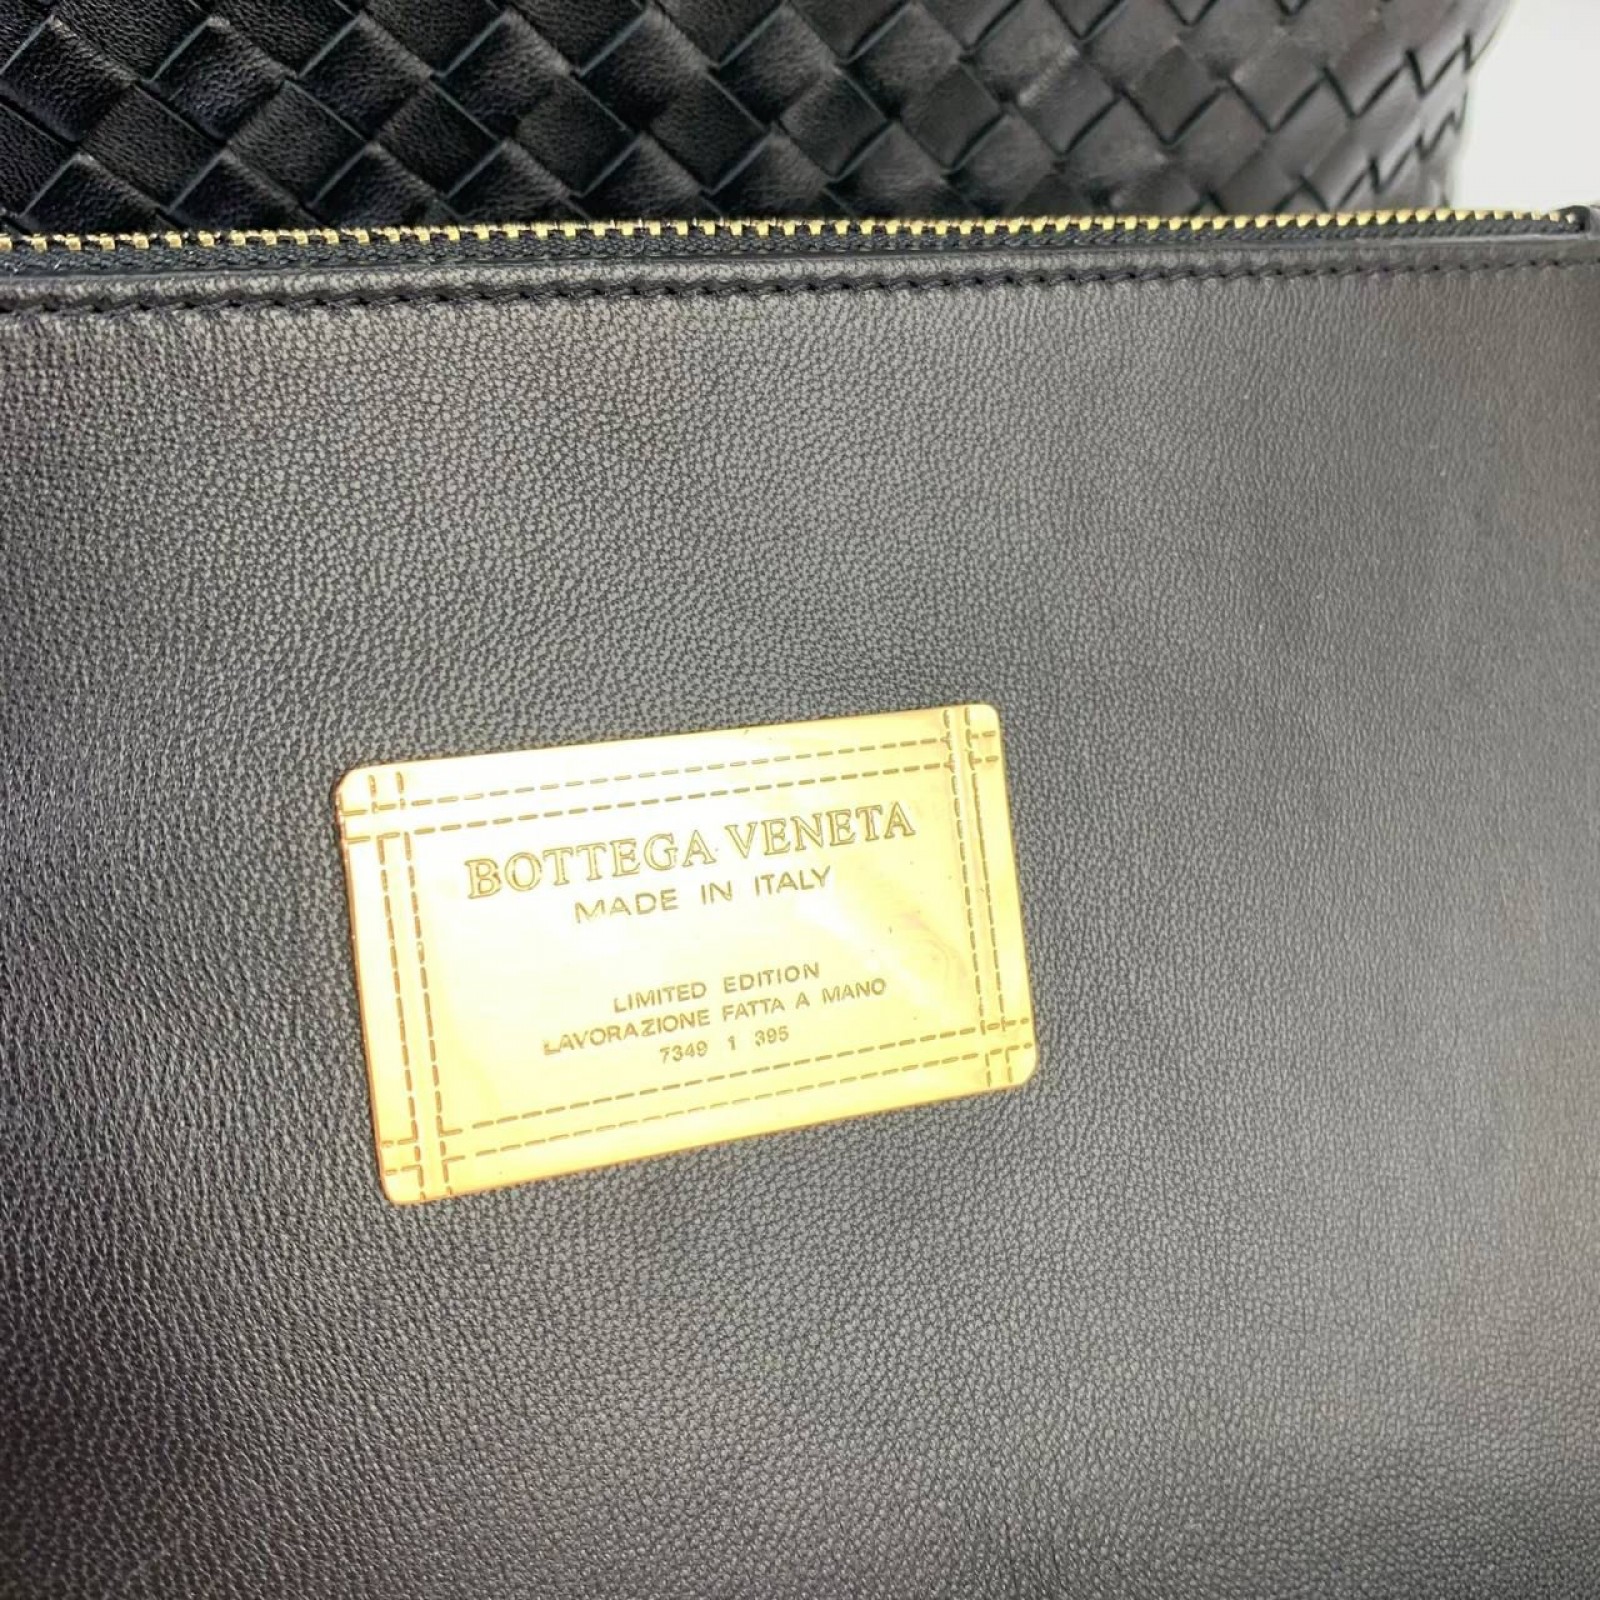 BOTTEGA VENETA
MADE IN ITALY
LIMITED EDITION
LAVORAZIONE FATTA A MANO
7349 1 395